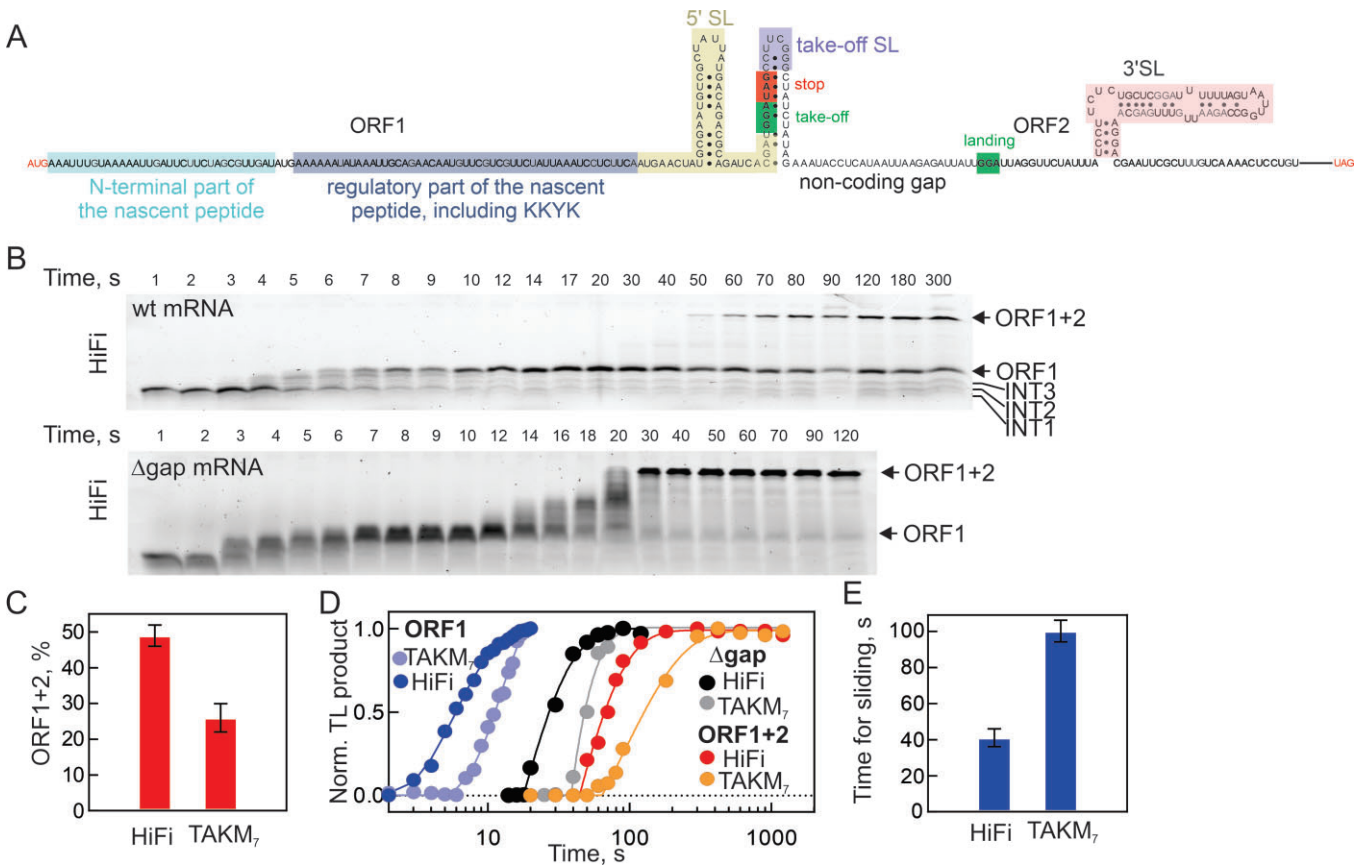 A
5' SL
take-off SL
stop
take-off
3'SL
ORF1
landing
ORF2
AUG
N-terminal part of
the nascent peptide
regulatory part of the nascent
peptide, including KKYK
non-coding gap
UAG
B
Time, s 1 2 3 4 5 6 7 8 9 10 12 14 17 20 30 40 50 60 70 80 90 120 180 300
wt mRNA
HiFi
ORF1+2
ORF1
INT3
INT2
INT1
Time, s 1 2 3 4 5 6 7 8 9 10 12 14 16 18 20 30 40 50 60 70 90 120
Δgap mRNA
HiFi
ORF1+2
ORF1
C
ORF1+2, %
50
40
30
20
10
0
HiFi TAKM₇
D
Norm. TL product
1.0
0.5
0.0
ORF1
TAKM₇
HiFi
Δgap
HiFi
TAKM₇
ORF1+2
HiFi
TAKM₇
10 100 1000
Time, s
E
Time for sliding, s
100
80
60
40
20
0
HiFi TAKM₇